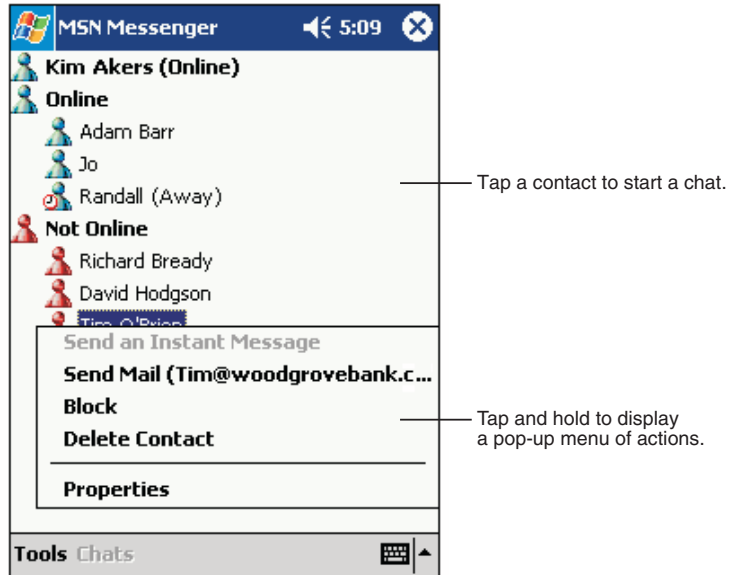 MSN Messenger 5:09
Kim Akers (Online)
Online
Adam Barr
Jo
Randall (Away)
Tap a contact to start a chat.
Not Online
Richard Bready
David Hodgson
Tim O'Brien
Send an Instant Message
Send Mail (Tim@woodgrovebank.c...
Block
Delete Contact
Tap and hold to display
a pop-up menu of actions.
Properties
Tools Chats